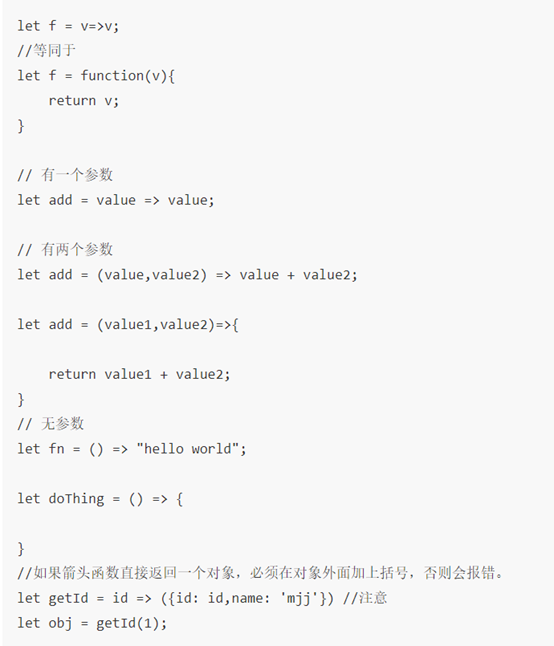 let f = v=>v;
//等同于
let f = function(v){
    return v;
}
// 有一个参数
let add = value => value;
// 有两个参数
let add = (value,value2) => value + value2;
let add = (value1,value2)=>{
    return value1 + value2;
}
// 无参数
let fn = () => "hello world";
let doThing = () => {
}
//如果箭头函数直接返回一个对象，必须在对象外面加上括号，否则会报错。
let getId = id => ({id: id,name: 'mjj'}) //注意
let obj = getId(1);